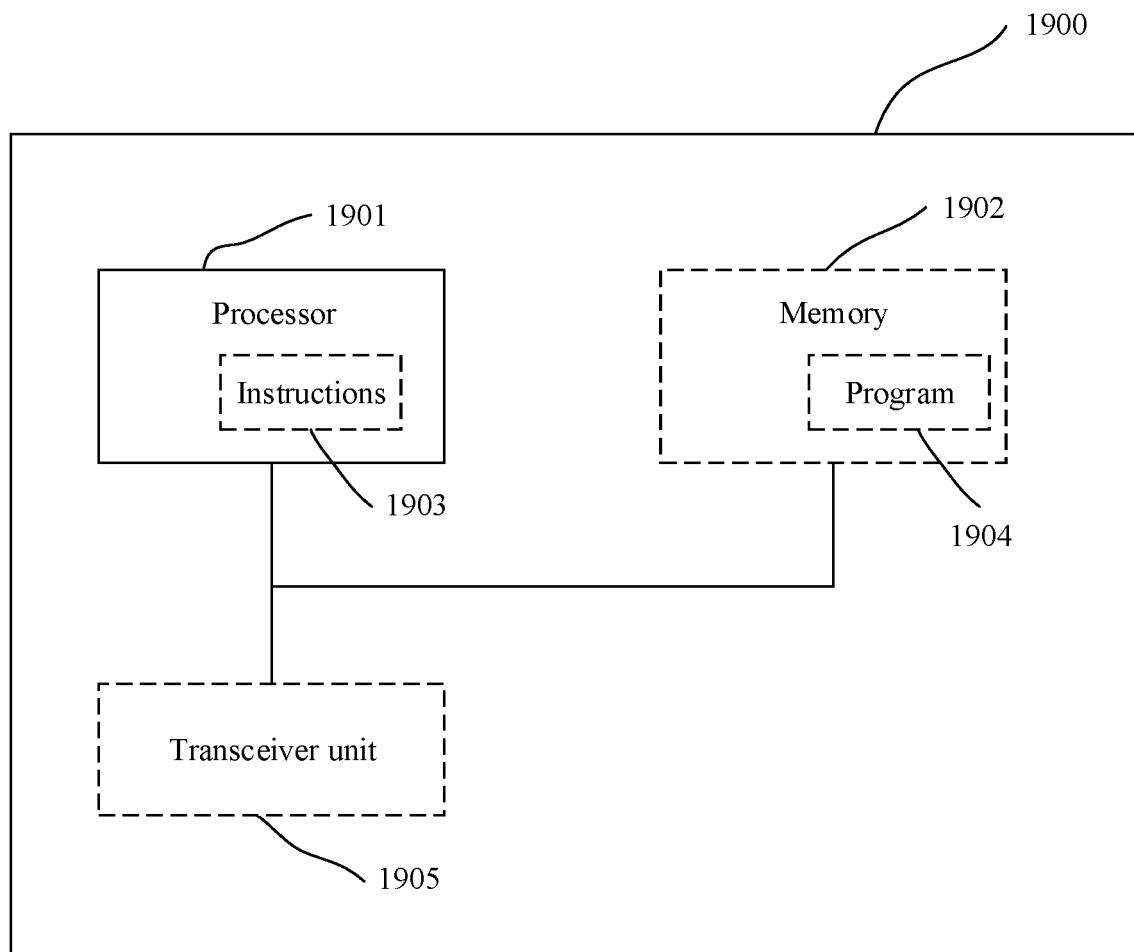 1900
1901
1902
Processor
Memory
Instructions
Program
1903
1904
Transceiver unit
1905